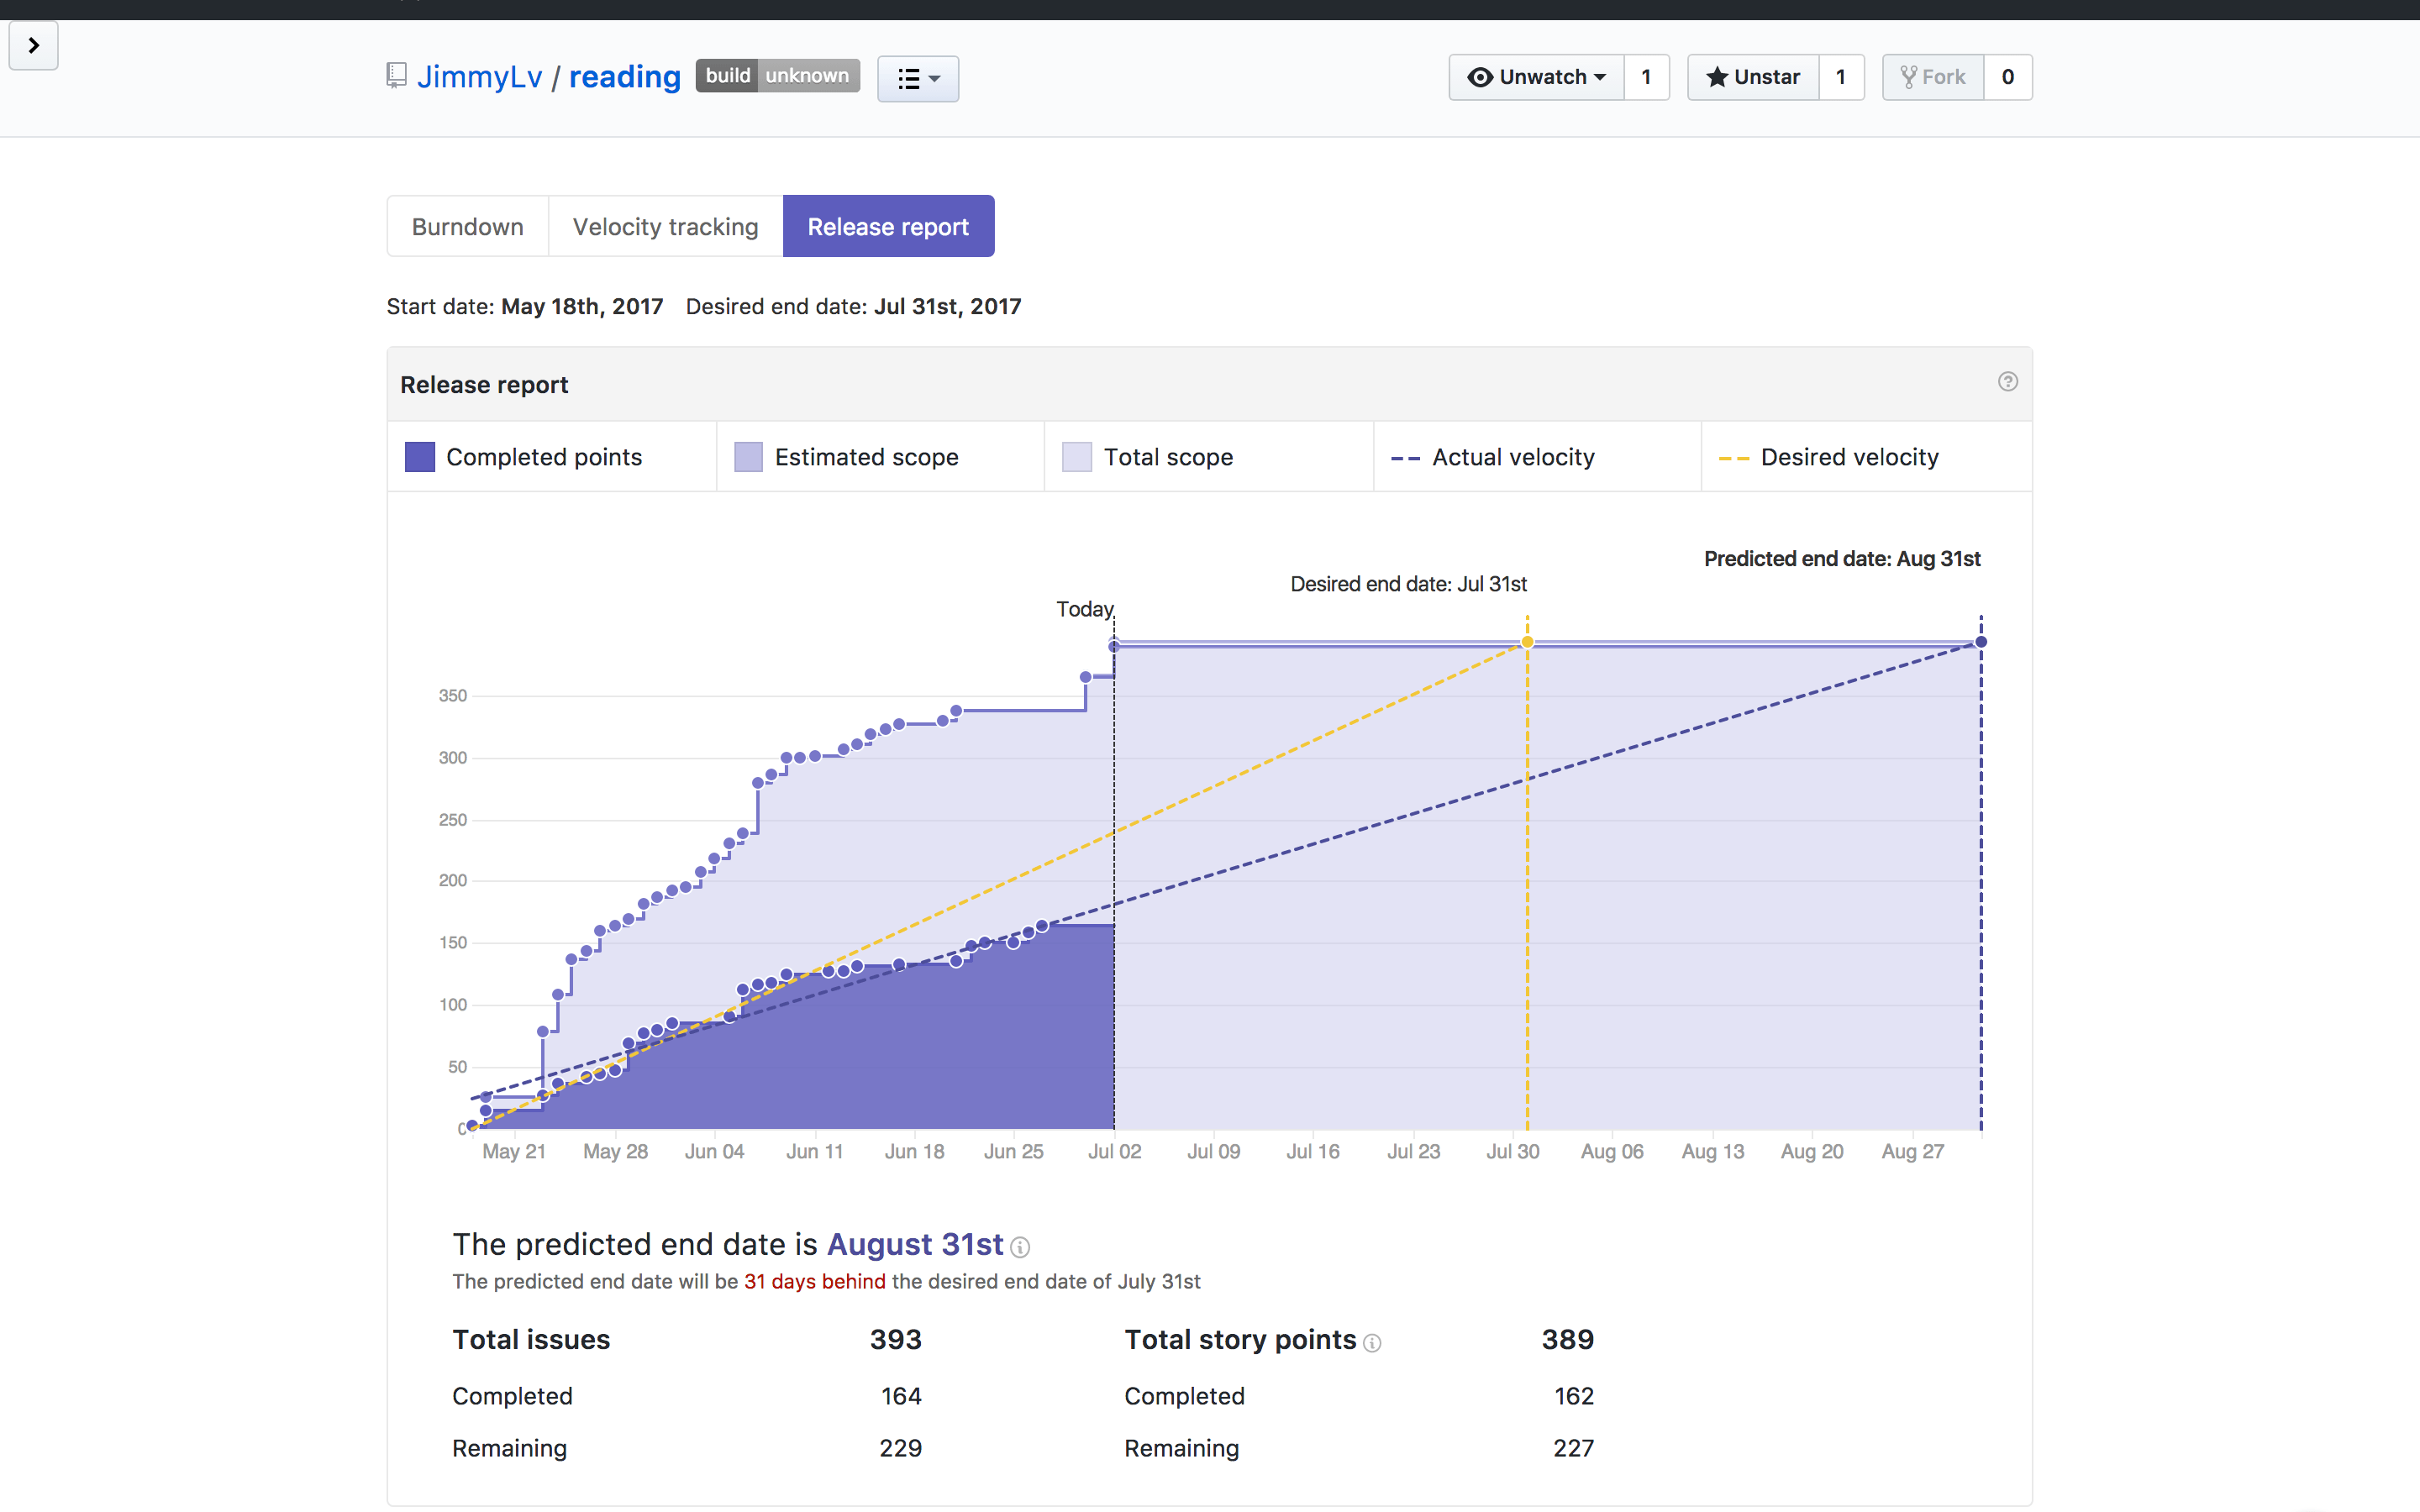 JimmyLv / reading build unknown Unwatch 1 Unstar 1 Fork 0
Burndown Velocity tracking Release report
Start date: May 18th, 2017 Desired end date: Jul 31st, 2017
Release report
Completed points Estimated scope Total scope Actual velocity Desired velocity
Predicted end date: Aug 31st
Desired end date: Jul 31st
Today
350
300
250
200
150
100
50
0
May 21 May 28 Jun 04 Jun 11 Jun 18 Jun 25 Jul 02 Jul 09 Jul 16 Jul 23 Jul 30 Aug 06 Aug 13 Aug 20 Aug 27
The predicted end date is August 31st
The predicted end date will be 31 days behind the desired end date of July 31st
Total issues 393 Total story points 389
Completed 164 Completed 162
Remaining 229 Remaining 227